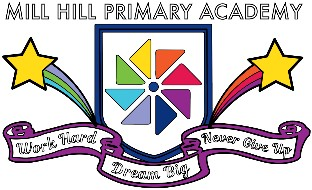 MILL HILL PRIMARY ACADEMY
Work Hard
Dream Big
Never Give Up